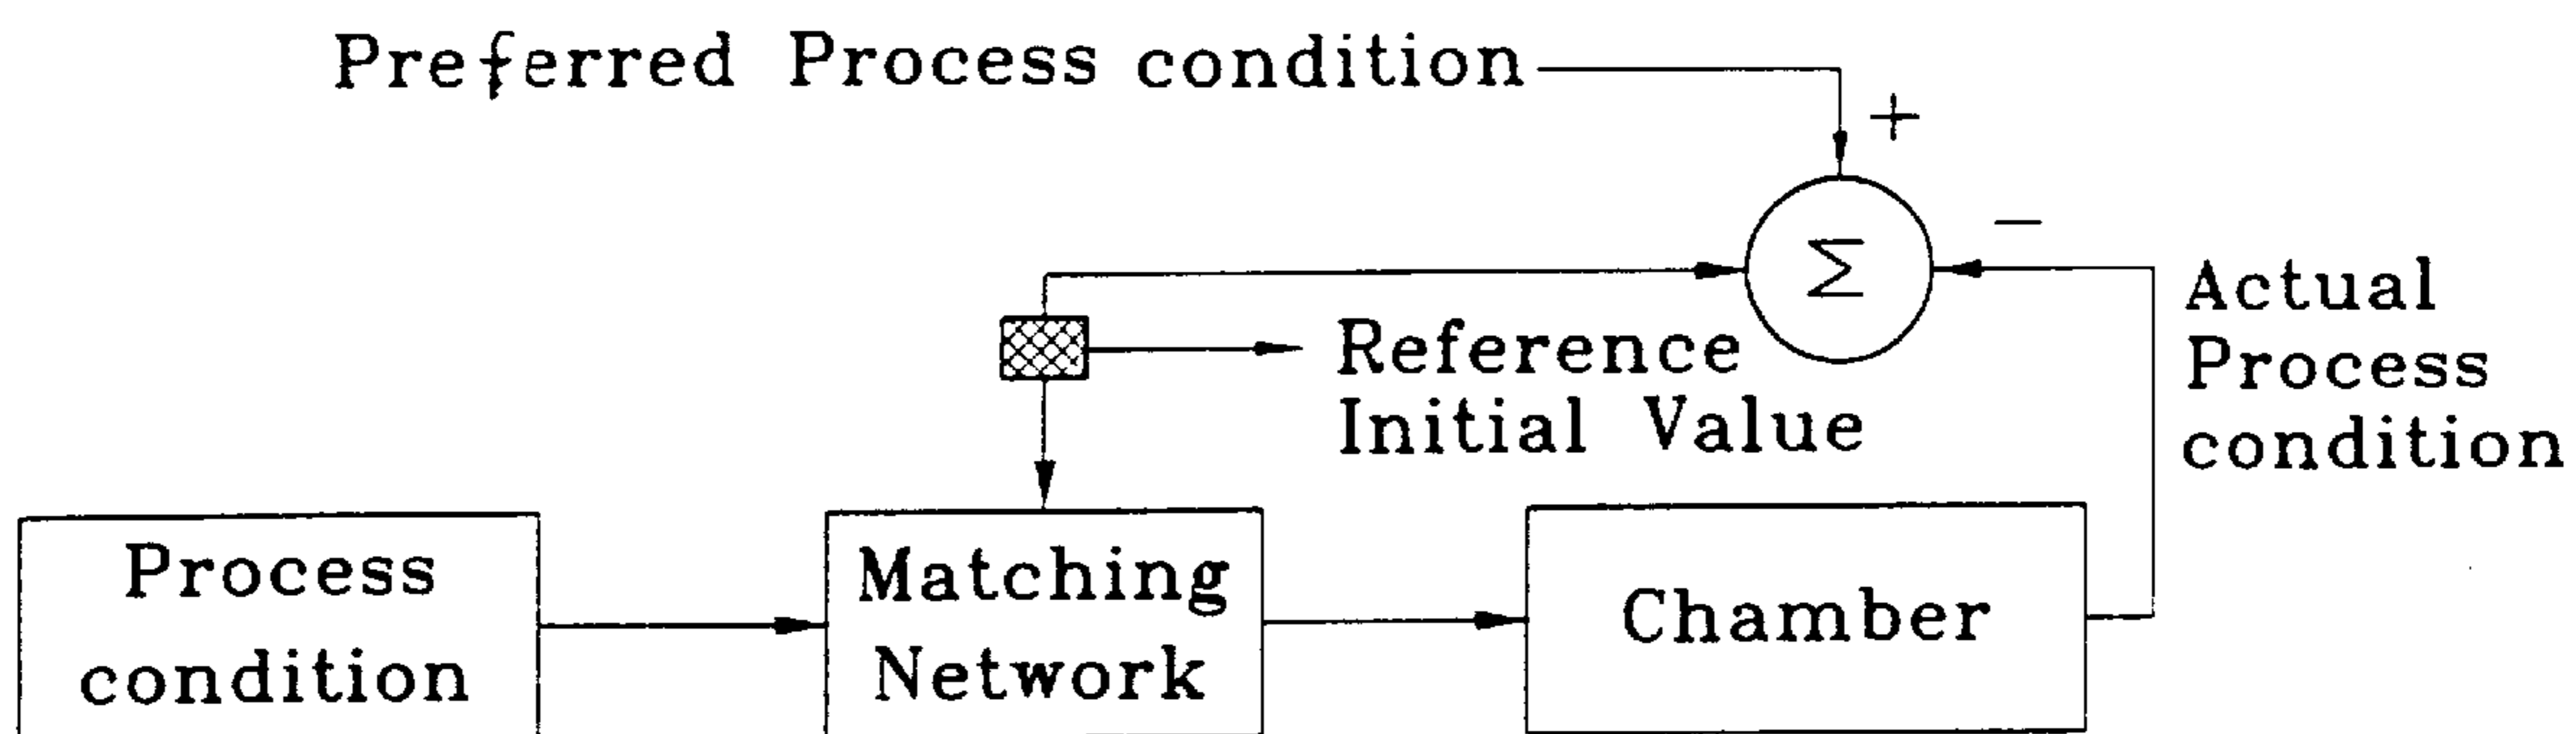 Preferred Process condition
+
−
Σ
Actual
Process
condition
Reference
Initial Value
Process
condition
Matching
Network
Chamber